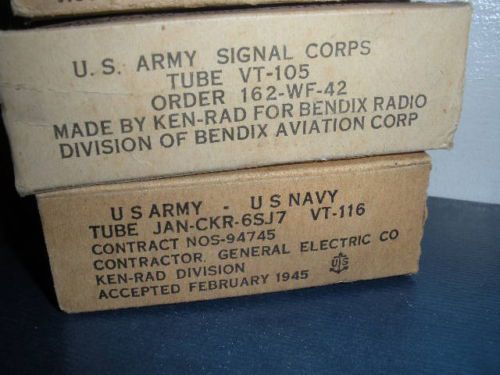 U. S. ARMY SIGNAL CORPS
TUBE VT-105
ORDER 162-WF-42
MADE BY KEN-RAD FOR BENDIX RADIO
DIVISION OF BENDIX AVIATION CORP
U S ARMY - U S NAVY
TUBE JAN-CKR-6SJ7 VT-116
CONTRACT NOS-94745
CONTRACTOR, GENERAL ELECTRIC CO
KEN-RAD DIVISION
ACCEPTED FEBRUARY 1945
US